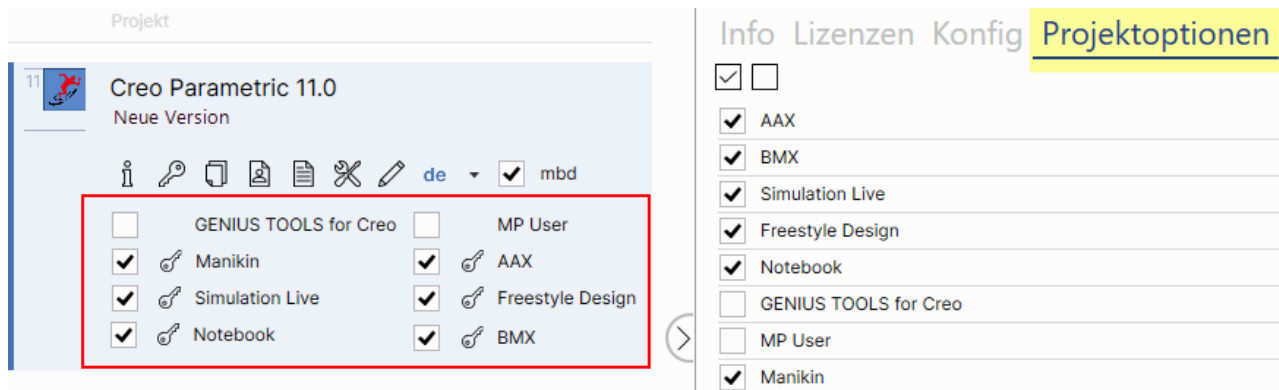 Projekt
11
Creo Parametric 11.0
Neue Version
de
mbd
GENIUS TOOLS for Creo
MP User
Manikin
AAX
Simulation Live
Freestyle Design
Notebook
BMX
Info Lizenzen Konfig Projektoptionen
AAX
BMX
Simulation Live
Freestyle Design
Notebook
GENIUS TOOLS for Creo
MP User
Manikin